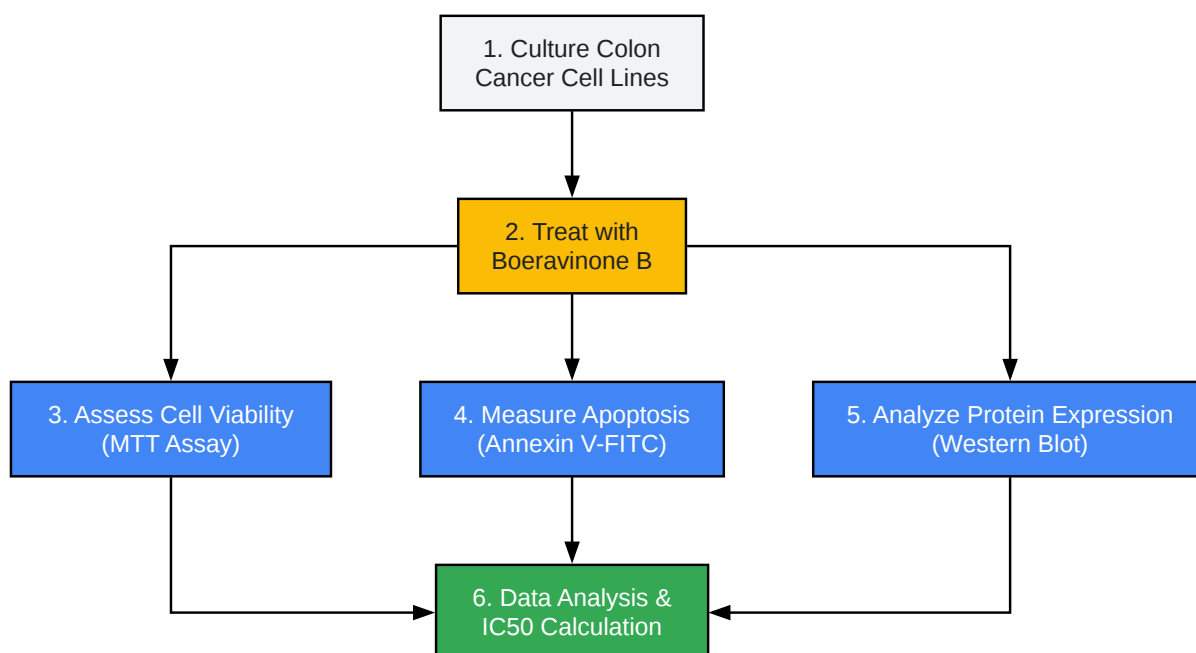 1. Culture Colon
Cancer Cell Lines
2. Treat with
Boeravinone B
3. Assess Cell Viability
(MTT Assay)
4. Measure Apoptosis
(Annexin V-FITC)
5. Analyze Protein Expression
(Western Blot)
6. Data Analysis &
IC50 Calculation